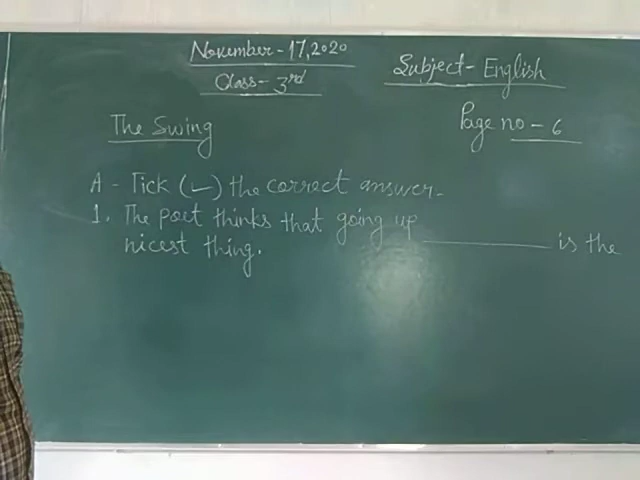 November - 17, 2020
Class - 3rd
Subject - English
The Swing
Page no - 6
A - Tick (✓) the correct answer.
1. The poet thinks that going up __________ is the
nicest thing.